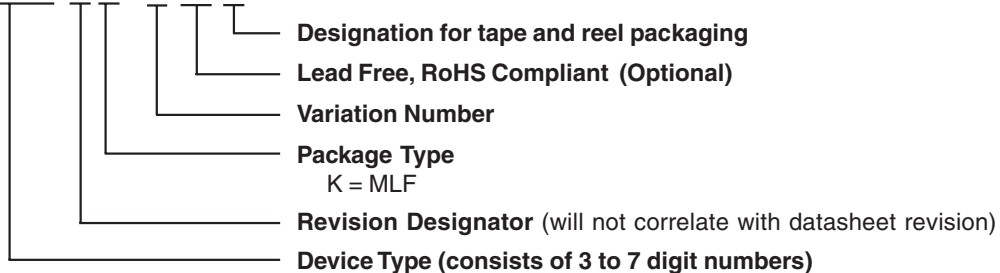 Designation for tape and reel packaging
Lead Free, RoHS Compliant (Optional)
Variation Number
Package Type
K = MLF
Revision Designator (will not correlate with datasheet revision)
Device Type (consists of 3 to 7 digit numbers)